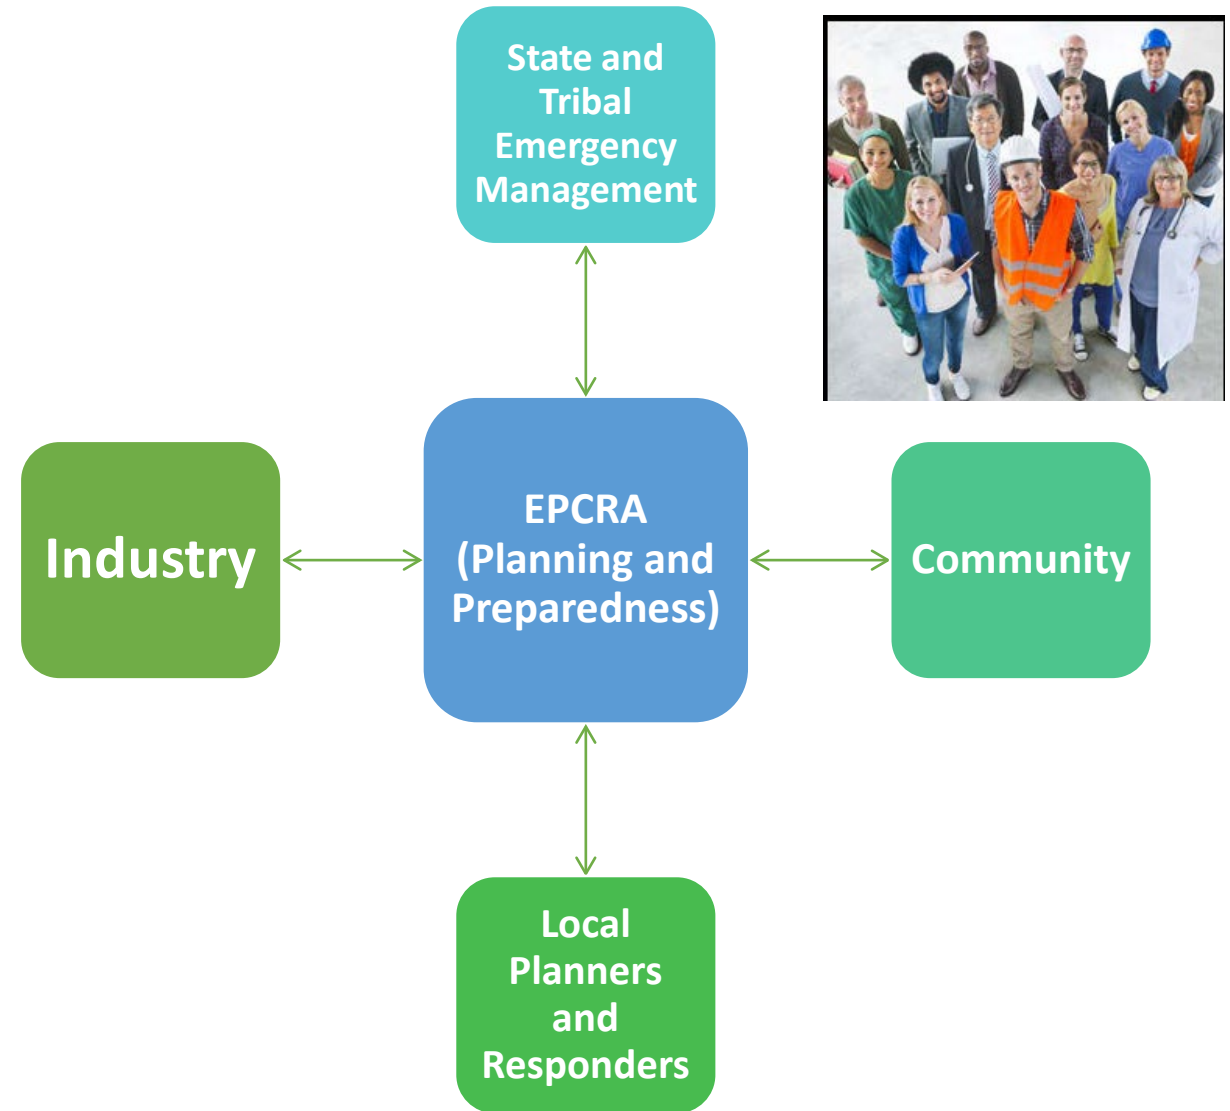 State and
Tribal
Emergency
Management
Industry
EPCRA
(Planning and
Preparedness)
Community
Local
Planners
and
Responders